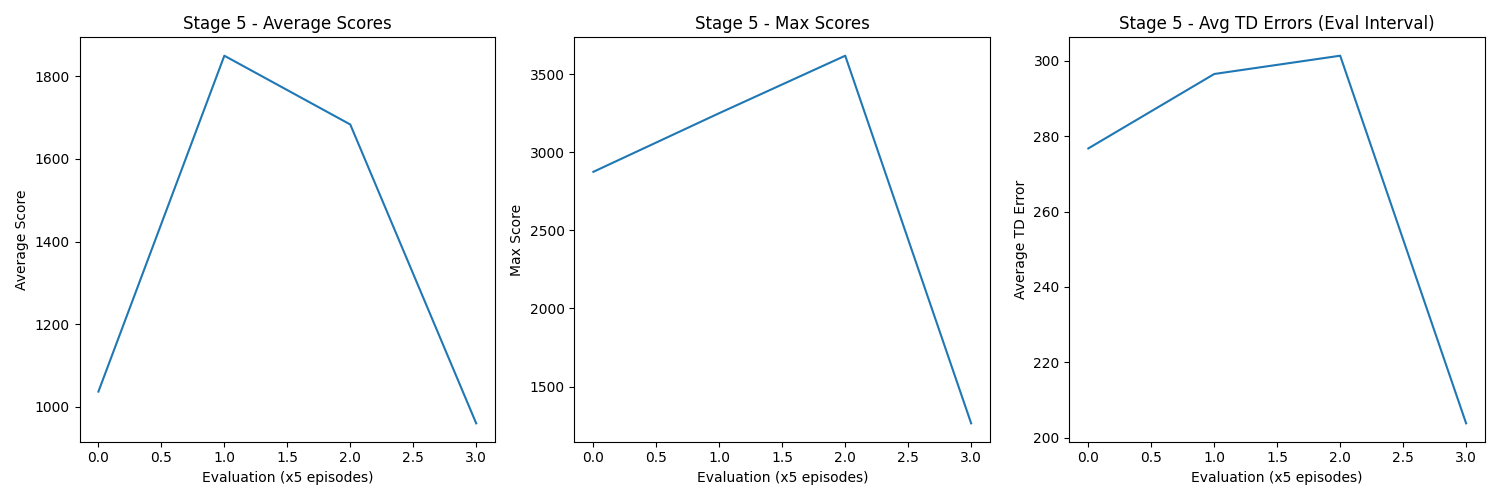 Stage 5 - Average Scores
Average Score
1800
1600
1400
1200
1000
0.0 0.5 1.0 1.5 2.0 2.5 3.0
Evaluation (x5 episodes)
Stage 5 - Max Scores
Max Score
3500
3000
2500
2000
1500
0.0 0.5 1.0 1.5 2.0 2.5 3.0
Evaluation (x5 episodes)
Stage 5 - Avg TD Errors (Eval Interval)
Average TD Error
300
280
260
240
220
200
0.0 0.5 1.0 1.5 2.0 2.5 3.0
Evaluation (x5 episodes)